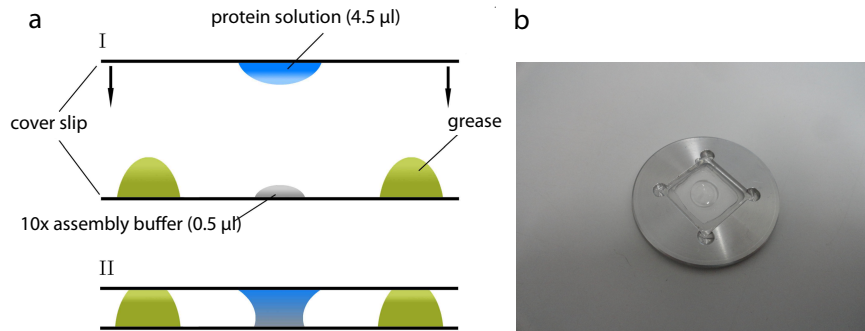 a
b
protein solution (4.5 µl)
I
cover slip
grease
10x assembly buffer (0.5 µl)
II